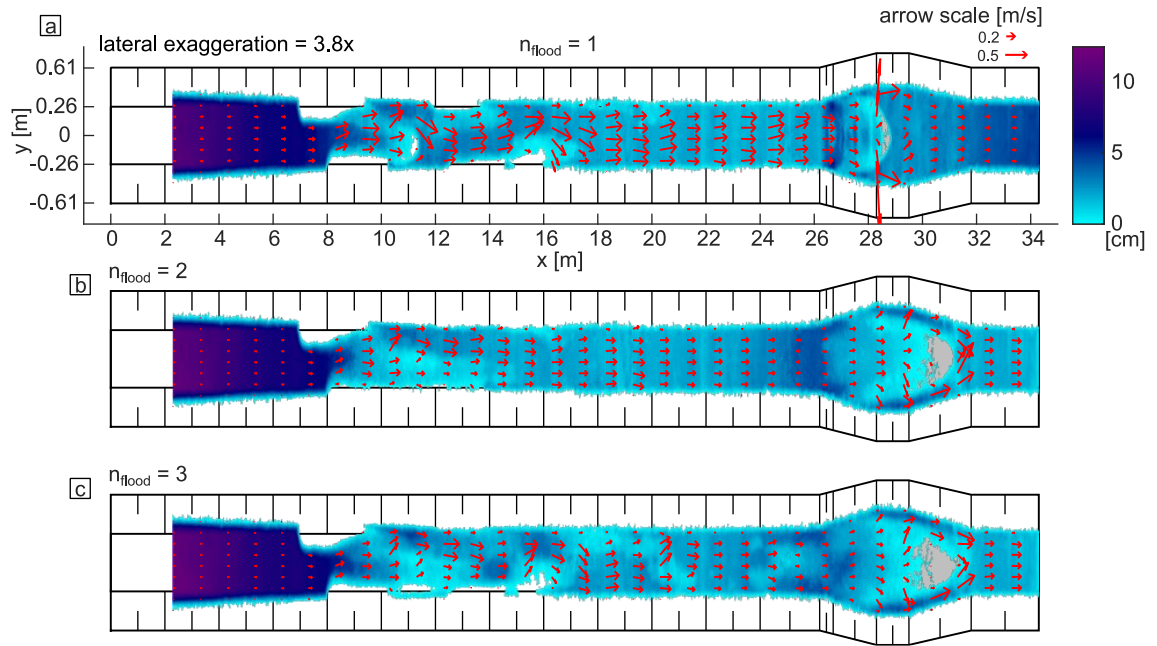 a
lateral exaggeration = 3.8x
n_flood = 1
arrow scale [m/s]
0.2
0.5
0.61
0.26
0
-0.26
-0.61
y [m]
0 2 4 6 8 10 12 14 16 18 20 22 24 26 28 30 32 34
x [m]
10
5
0
[cm]
b
n_flood = 2
c
n_flood = 3